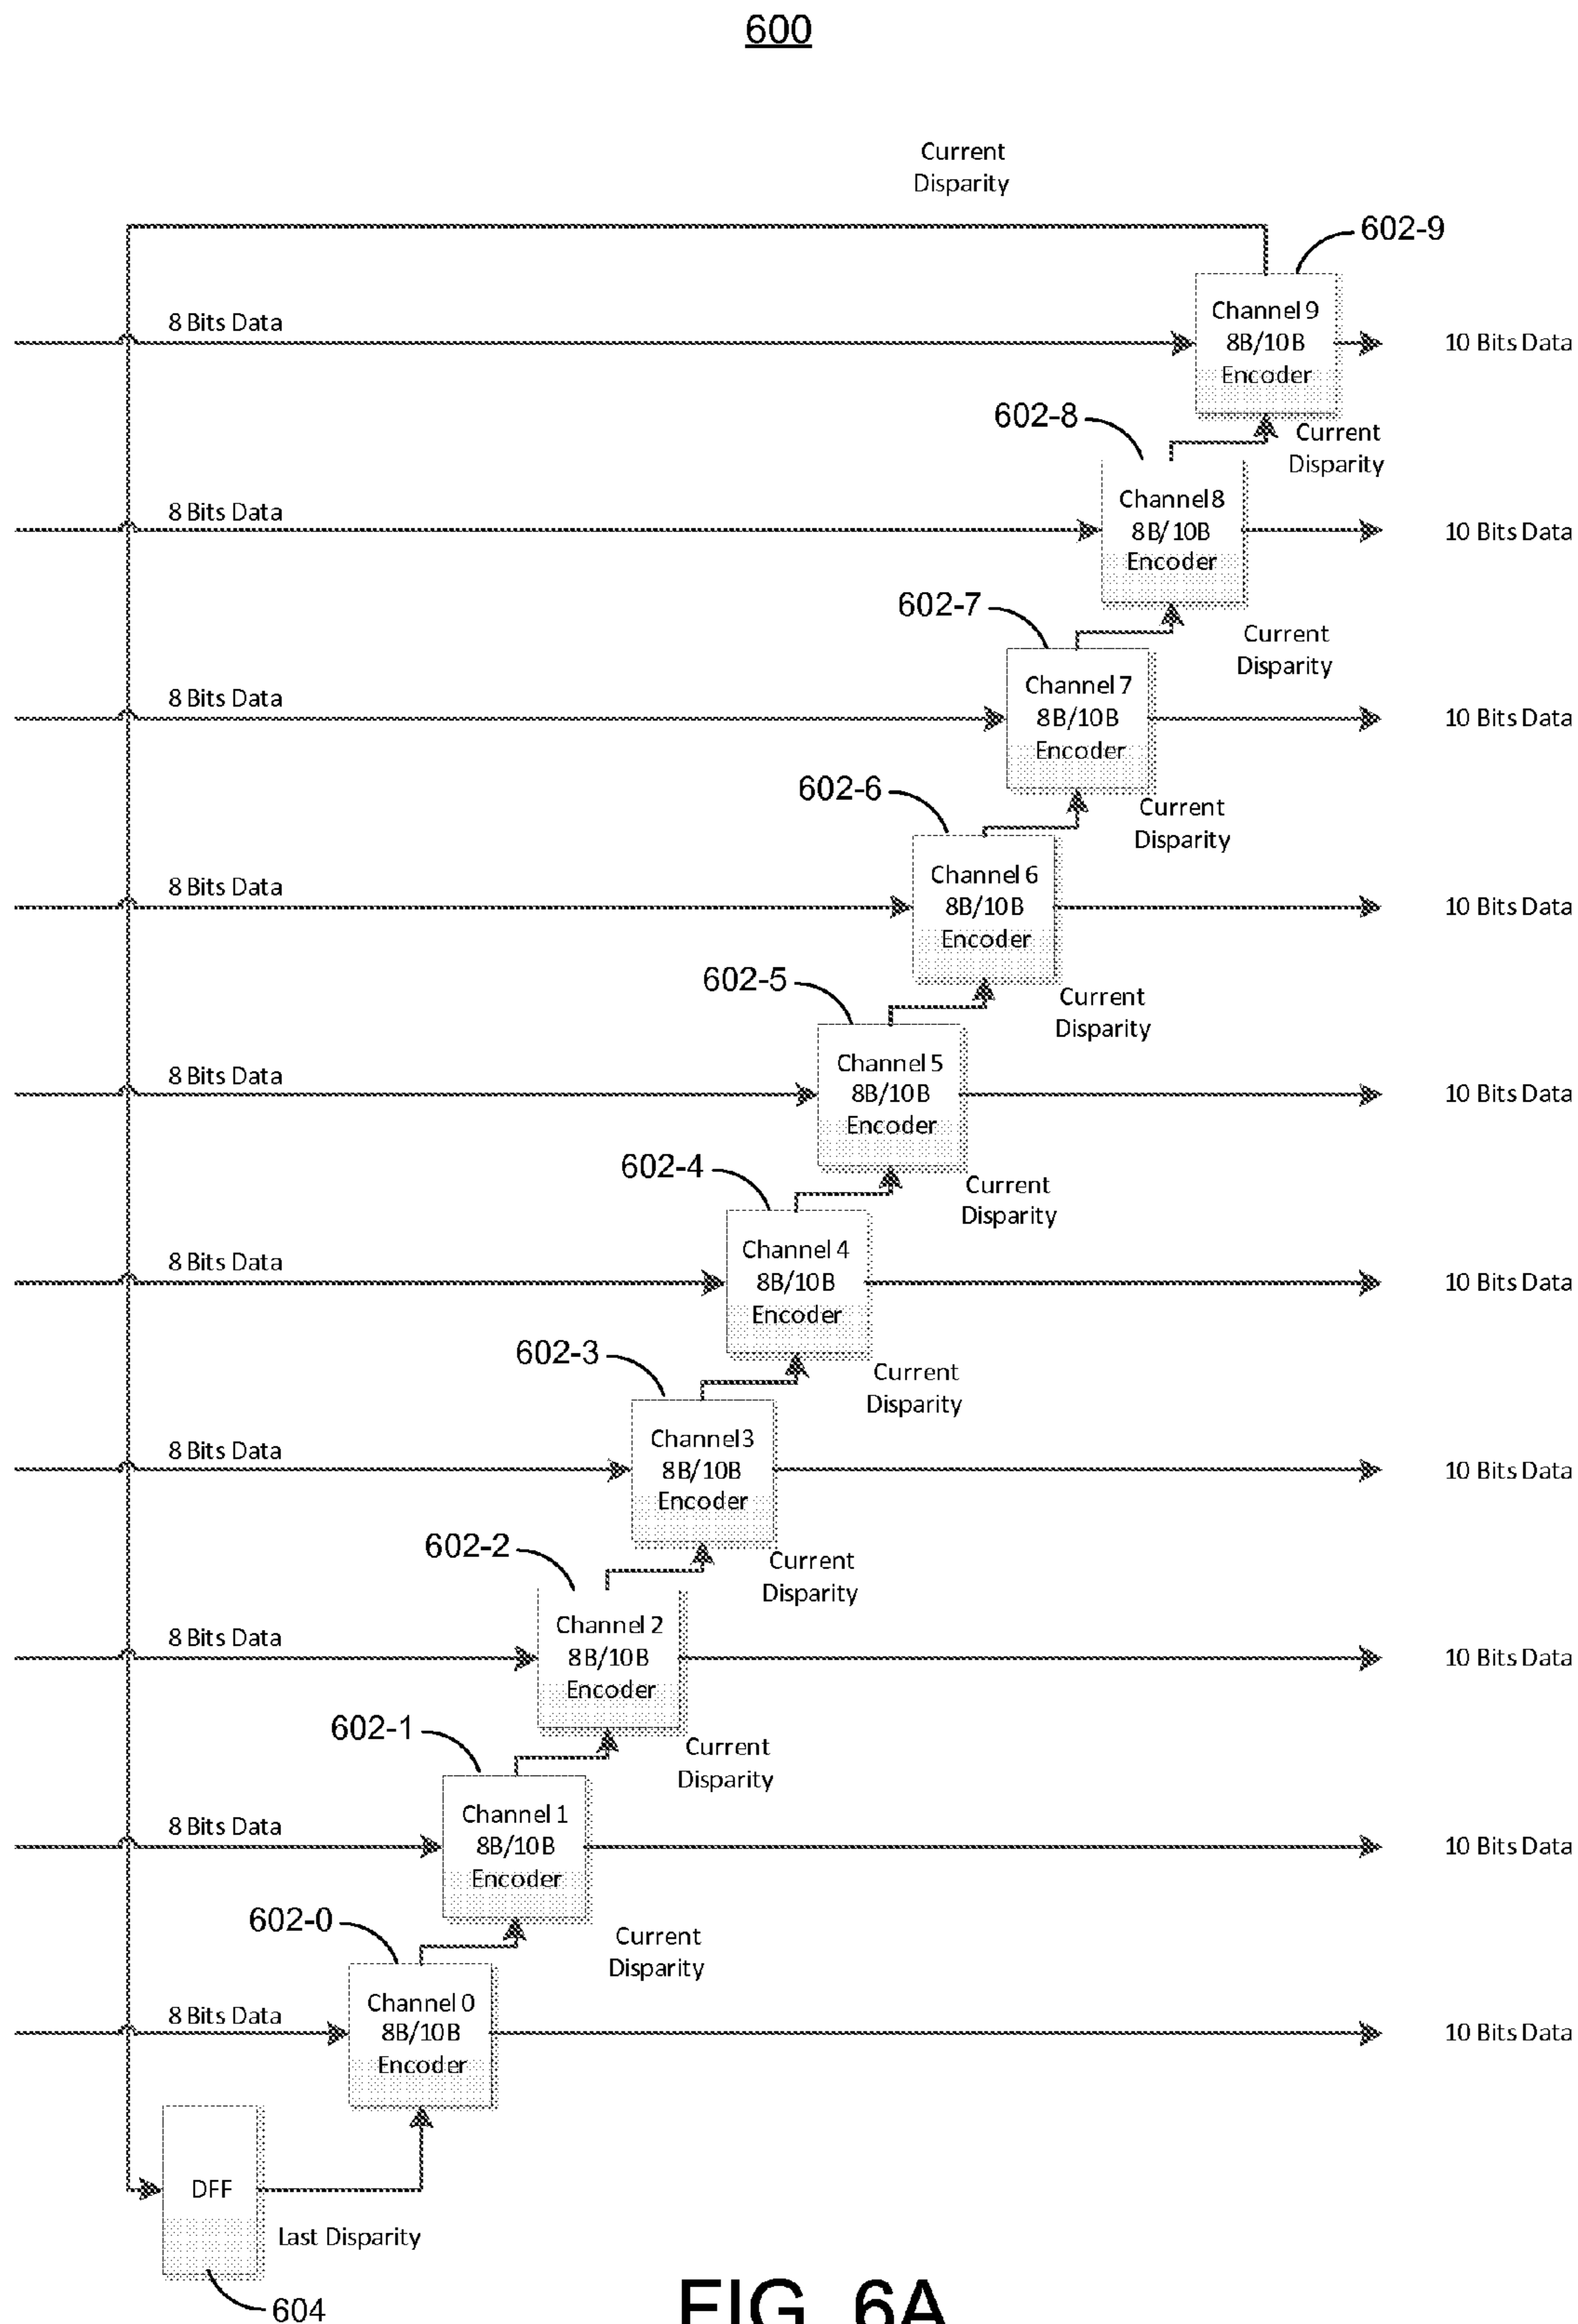 600
Current
Disparity
602-9
8 Bits Data
Channel 9
8B/10B
Encoder
10 Bits Data
602-8
Current
Disparity
8 Bits Data
Channel 8
8B/10B
Encoder
10 Bits Data
602-7
Current
Disparity
8 Bits Data
Channel 7
8B/10B
Encoder
10 Bits Data
602-6
Current
Disparity
8 Bits Data
Channel 6
8B/10B
Encoder
10 Bits Data
602-5
Current
Disparity
8 Bits Data
Channel 5
8B/10B
Encoder
10 Bits Data
602-4
Current
Disparity
8 Bits Data
Channel 4
8B/10B
Encoder
10 Bits Data
602-3
Current
Disparity
8 Bits Data
Channel3
8B/10B
Encoder
10 Bits Data
602-2
Current
Disparity
8 Bits Data
Channel 2
8B/10B
Encoder
10 Bits Data
602-1
Current
Disparity
8 Bits Data
Channel 1
8B/10B
Encoder
10 Bits Data
602-0
Current
Disparity
8 Bits Data
Channel 0
8B/10B
Encoder
10 Bits Data
DFF
Last Disparity
604
FIG. 6A